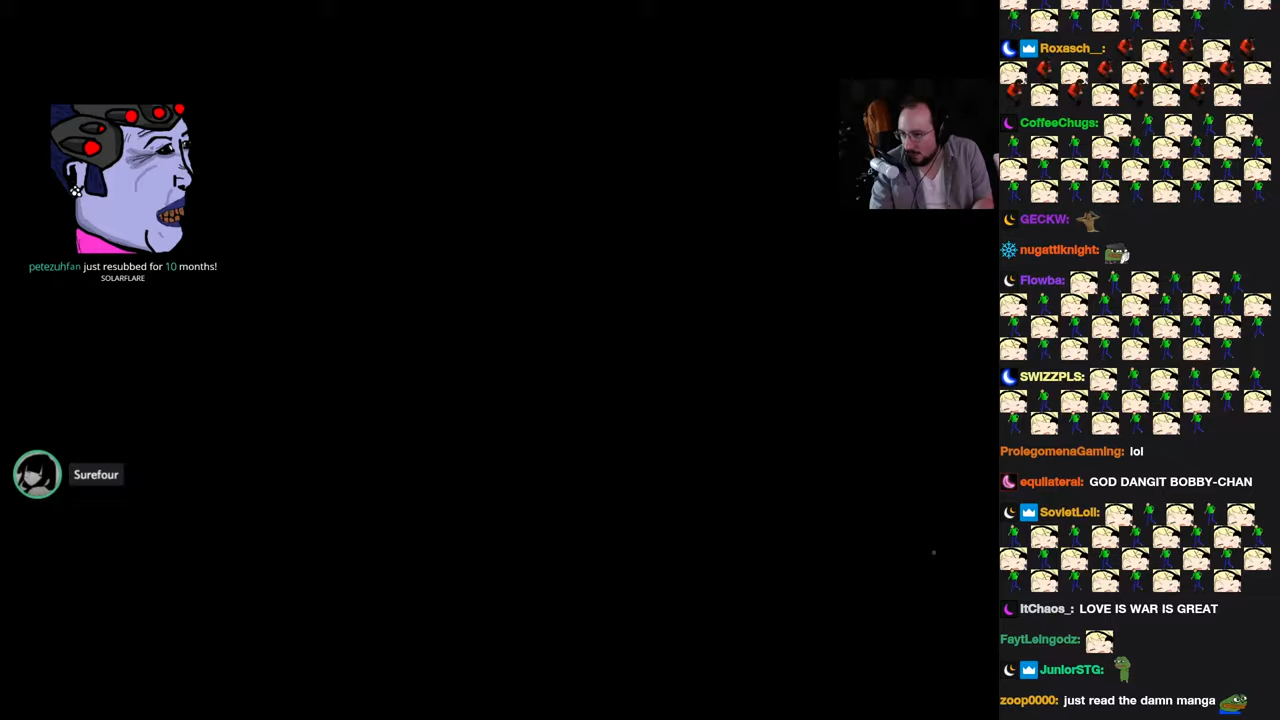 petezuhfan just resubbed for 10 months!
SOLARFLARE
Surefour
Roxasch__:
CoffeeChugs:
GECKW:
nugattiknight:
Flowba:
SWIZZPLS:
ProlegomenaGaming: lol
equilateral: GOD DANGIT BOBBY-CHAN
SovietLoli:
ItChaos_: LOVE IS WAR IS GREAT
FaytLeingodz:
JuniorSTG:
zoop0000: just read the damn manga